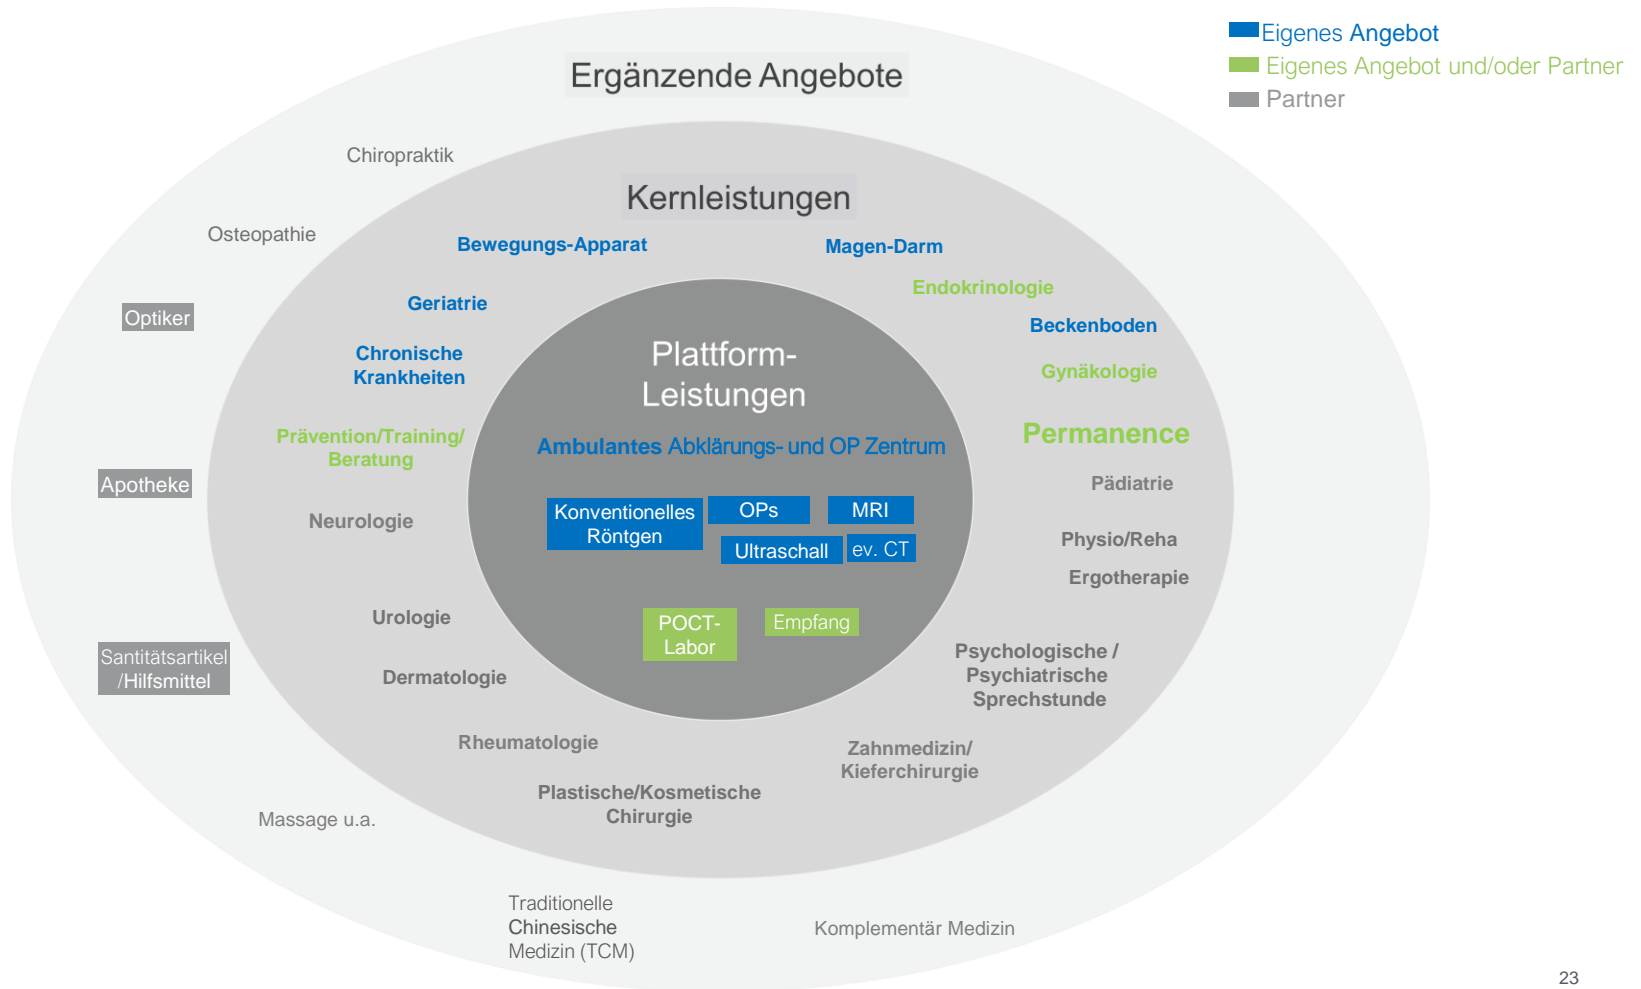 Eigenes Angebot
Eigenes Angebot und/oder Partner
Partner
Ergänzende Angebote
Chiropraktik
Osteopathie
Optiker
Apotheke
Santitätsartikel
/Hilfsmittel
Massage u.a.
Traditionelle
Chinesische
Medizin (TCM)
Komplementär Medizin
Kernleistungen
Bewegungs-Apparat
Magen-Darm
Geriatrie
Endokrinologie
Chronische
Krankheiten
Beckenboden
Gynäkologie
Prävention/Training/
Beratung
Permanence
Neurologie
Pädiatrie
Physio/Reha
Ergotherapie
Urologie
Dermatologie
Psychologische /
Psychiatrische
Sprechstunde
Rheumatologie
Zahnmedizin/
Kieferchirurgie
Plastische/Kosmetische
Chirurgie
Plattform-
Leistungen
Ambulantes Abklärungs- und OP Zentrum
Konventionelles
Röntgen
OPs
MRI
Ultraschall
ev. CT
POCT-
Labor
Empfang
23